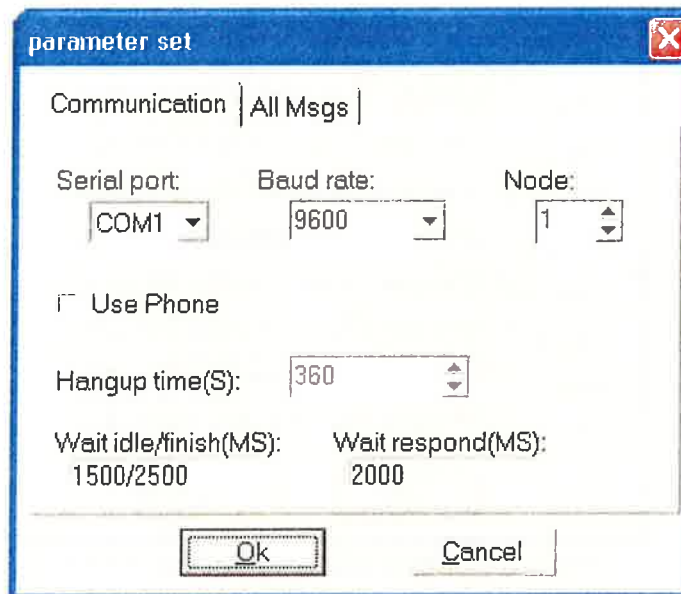 parameter set
Communication All Msgs
Serial port: Baud rate: Node:
COM1 9600 1
Use Phone
Hangup time(S): 360
Wait idle/finish(MS): Wait respond(MS):
1500/2500 2000
Ok Cancel